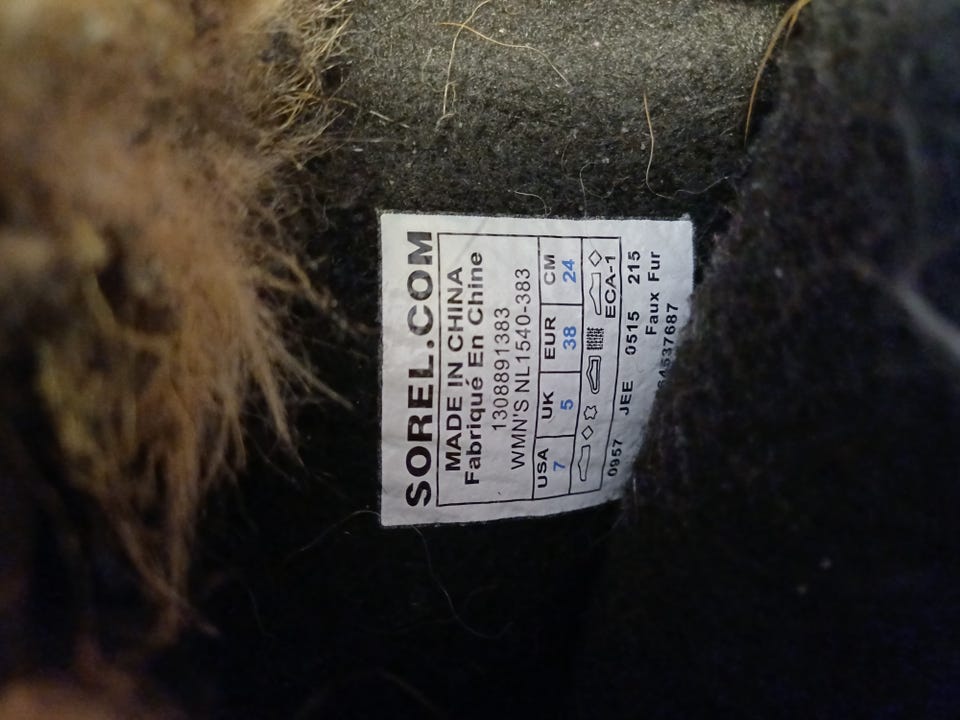 SOREL.COM
MADE IN CHINA
Fabriqué En Chine
1308891383
WMN'S NL1540-383
USA UK EUR CM
7 5 38 24
ECA-1
0957 JEE 0515 215
Faux Fur